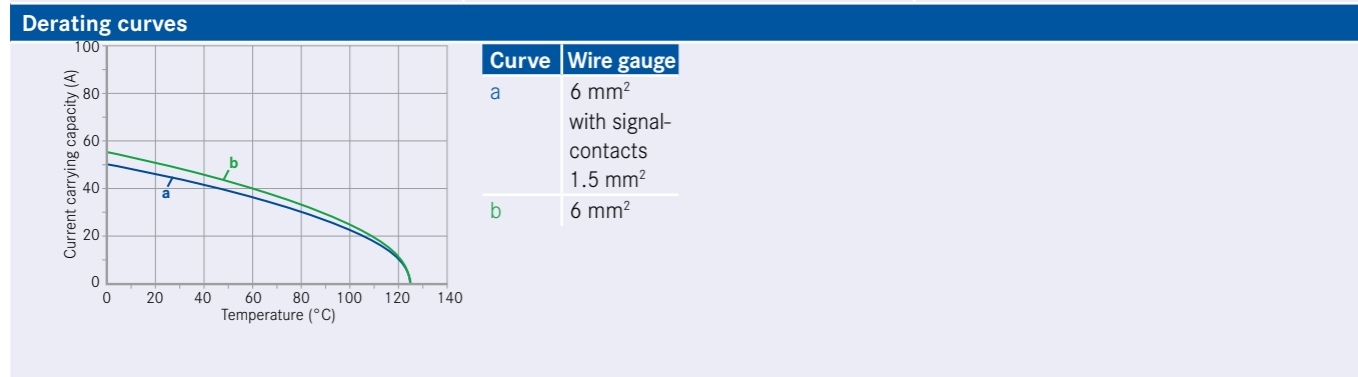 Derating curves
Current carrying capacity (A)
100
80
60
40
20
0
b
a
0 20 40 60 80 100 120 140
Temperature (°C)
Curve Wire gauge
a 6 mm²
with signal-
contacts
1.5 mm²
b 6 mm²